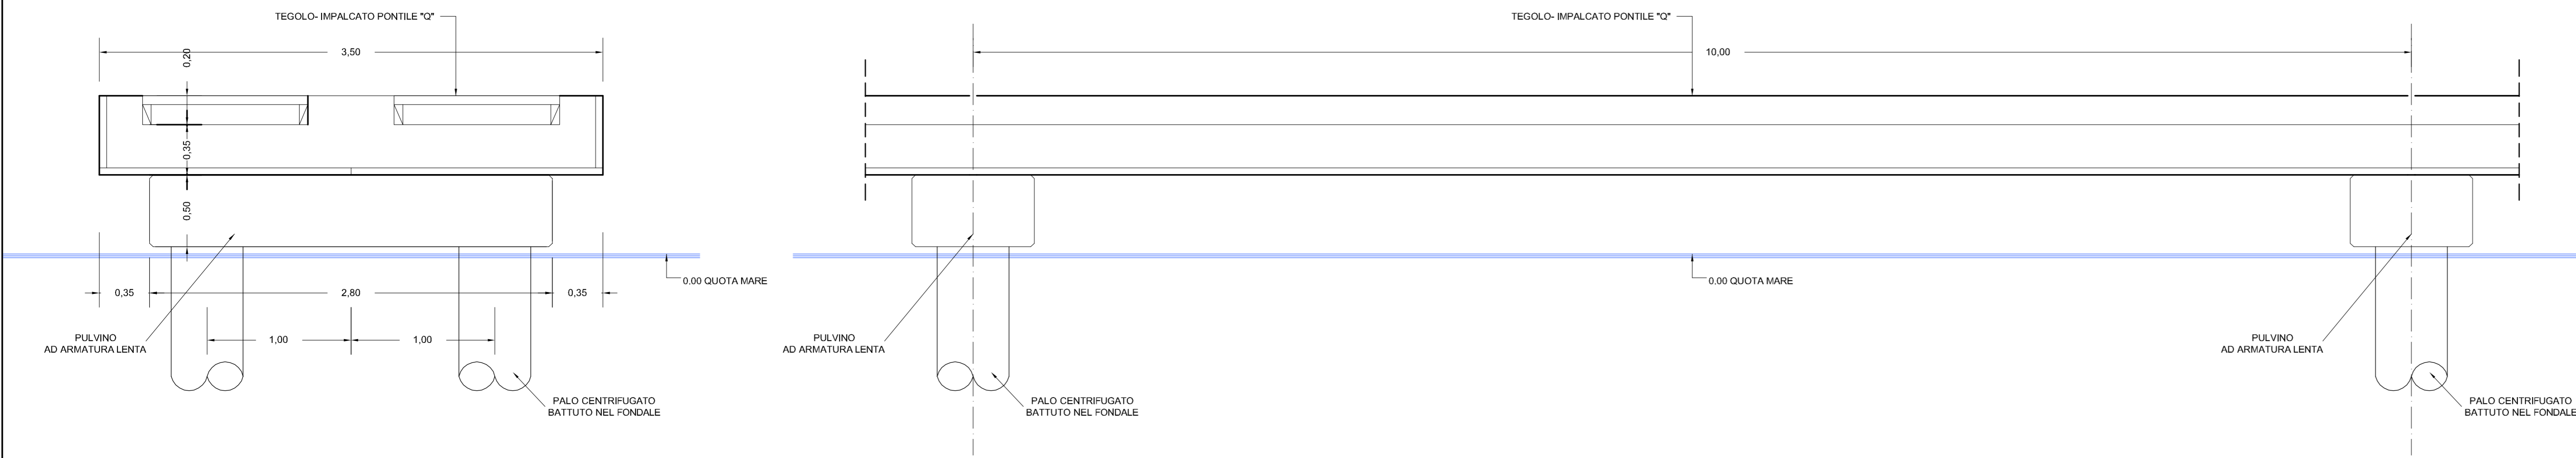 TEGOLO- IMPALCATO PONTILE "Q"
3,50
0,20
0,35
0,50
0,00 QUOTA MARE
0,35
2,80
0,35
1,00
1,00
PULVINO
AD ARMATURA LENTA
PALO CENTRIFUGATO
BATTUTO NEL FONDALE
TEGOLO- IMPALCATO PONTILE "Q"
10,00
0,00 QUOTA MARE
PULVINO
AD ARMATURA LENTA
PALO CENTRIFUGATO
BATTUTO NEL FONDALE
PULVINO
AD ARMATURA LENTA
PALO CENTRIFUGATO
BATTUTO NEL FONDALE